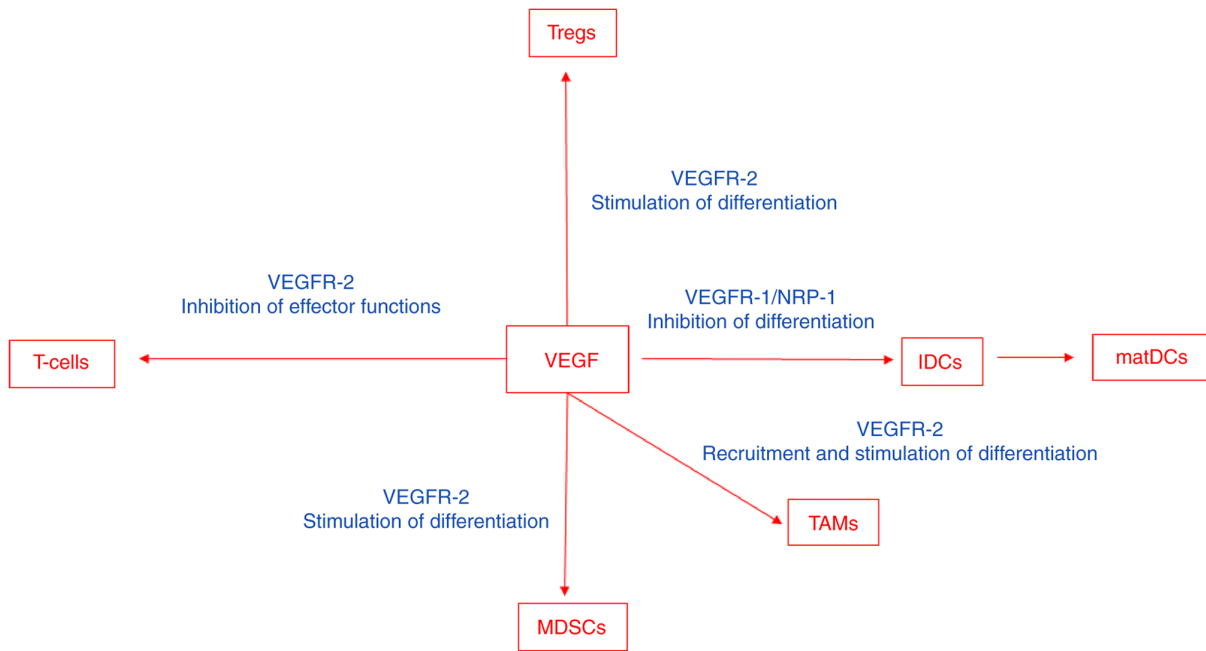 Tregs
VEGFR-2
Stimulation of differentiation
VEGFR-2
Inhibition of effector functions
VEGFR-1/NRP-1
Inhibition of differentiation
T-cells
VEGF
IDCs
matDCs
VEGFR-2
Recruitment and stimulation of differentiation
VEGFR-2
Stimulation of differentiation
TAMs
MDSCs